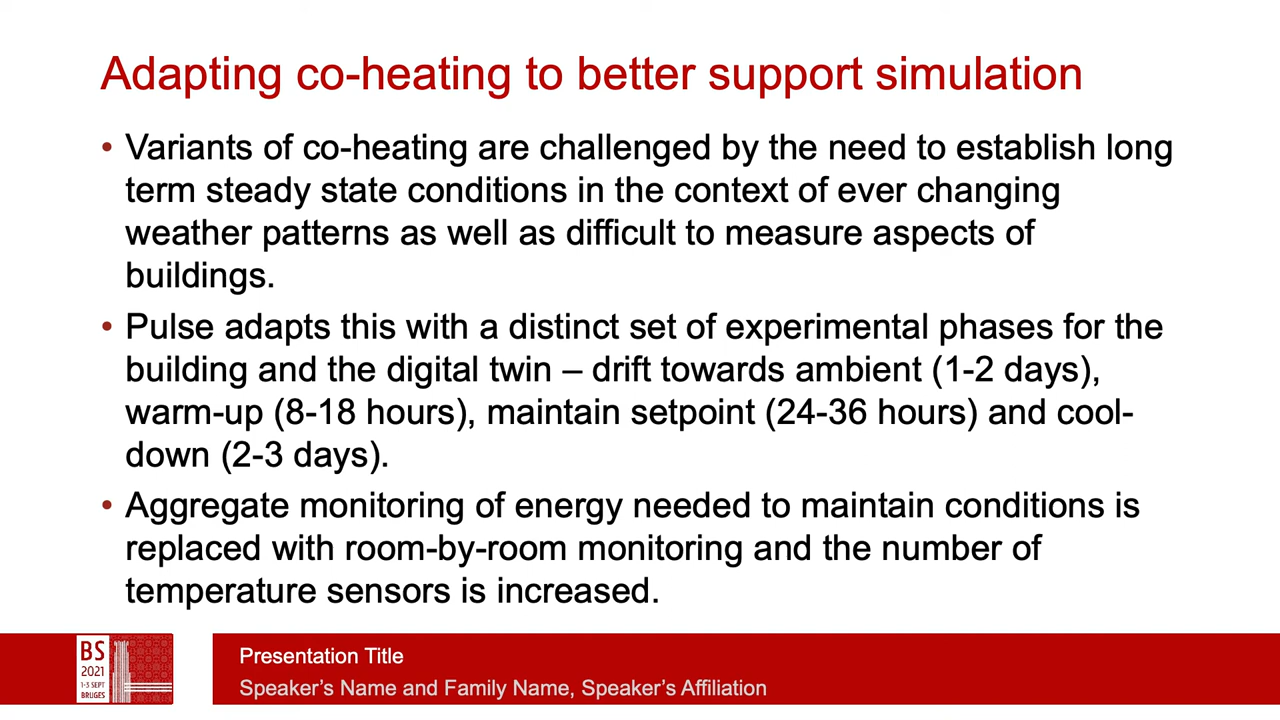 Adapting co-heating to better support simulation
• Variants of co-heating are challenged by the need to establish long
term steady state conditions in the context of ever changing
weather patterns as well as difficult to measure aspects of
buildings.
• Pulse adapts this with a distinct set of experimental phases for the
building and the digital twin – drift towards ambient (1-2 days),
warm-up (8-18 hours), maintain setpoint (24-36 hours) and cool-
down (2-3 days).
• Aggregate monitoring of energy needed to maintain conditions is
replaced with room-by-room monitoring and the number of
temperature sensors is increased.
BS
2021
1-3 SEPT
BRUGES
Presentation Title
Speaker's Name and Family Name, Speaker's Affiliation